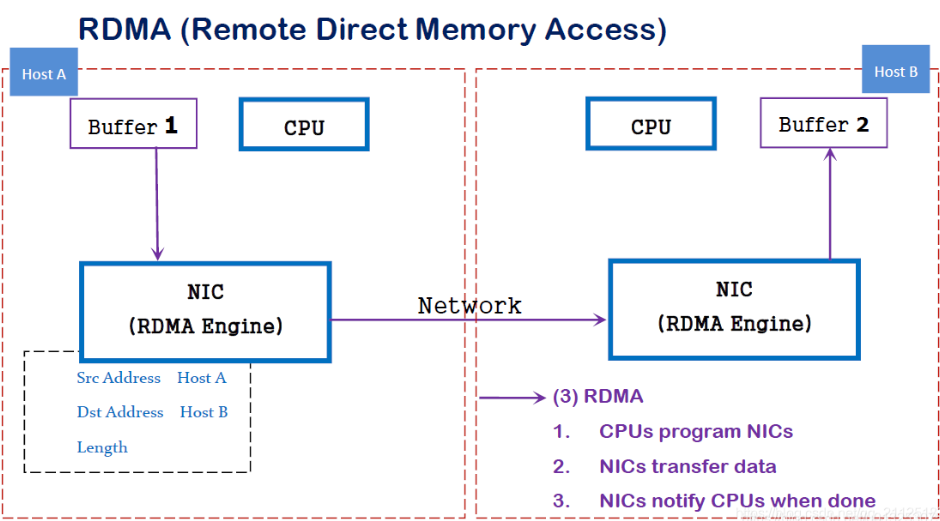 RDMA (Remote Direct Memory Access)
Host A
Host B
Buffer 1
CPU
CPU
Buffer 2
NIC
(RDMA Engine)
Network
NIC
(RDMA Engine)
Src Address Host A
Dst Address Host B
Length
(3) RDMA
1. CPUs program NICs
2. NICs transfer data
3. NICs notify CPUs when done